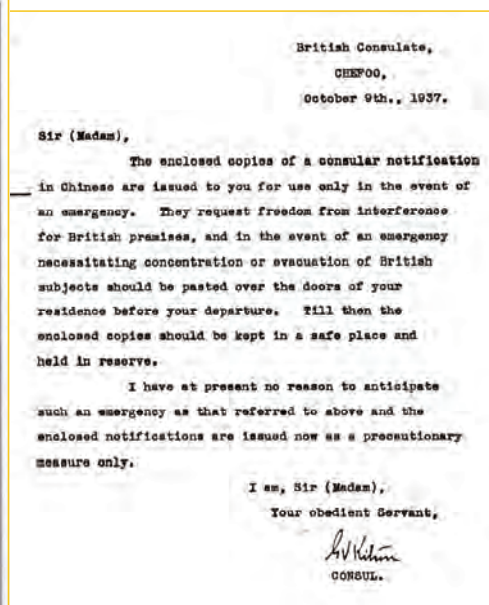 British Consulate,
CHEFOO,
October 9th., 1937.
Sir (Madam),
The enclosed copies of a consular notification
in Chinese are issued to you for use only in the event of
an emergency. They request freedom from interference
for British premises, and in the event of an emergency
necessitating concentration or evacuation of British
subjects should be pasted over the doors of your
residence before your departure. Till then the
enclosed copies should be kept in a safe place and
held in reserve.
I have at present no reason to anticipate
such an emergency as that referred to above and the
enclosed notifications are issued now as a precautionary
measure only.
I am, Sir (Madam),
Your obedient Servant,
CONSUL.